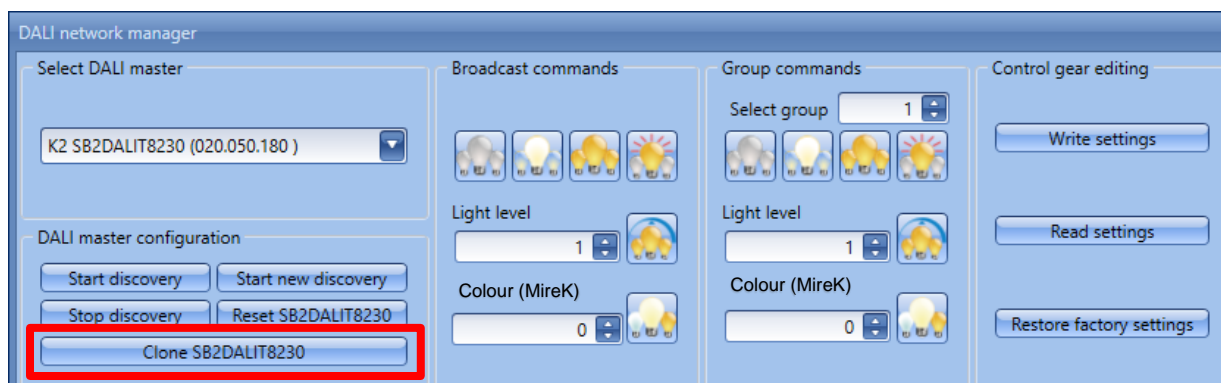 DALI network manager
Select DALI master
K2 SB2DALIT8230 (020.050.180 )
DALI master configuration
Start discovery
Start new discovery
Stop discovery
Reset SB2DALIT8230
Clone SB2DALIT8230
Broadcast commands
Light level
1
Colour (MireK)
0
Group commands
Select group
1
Light level
1
Colour (MireK)
0
Control gear editing
Write settings
Read settings
Restore factory settings